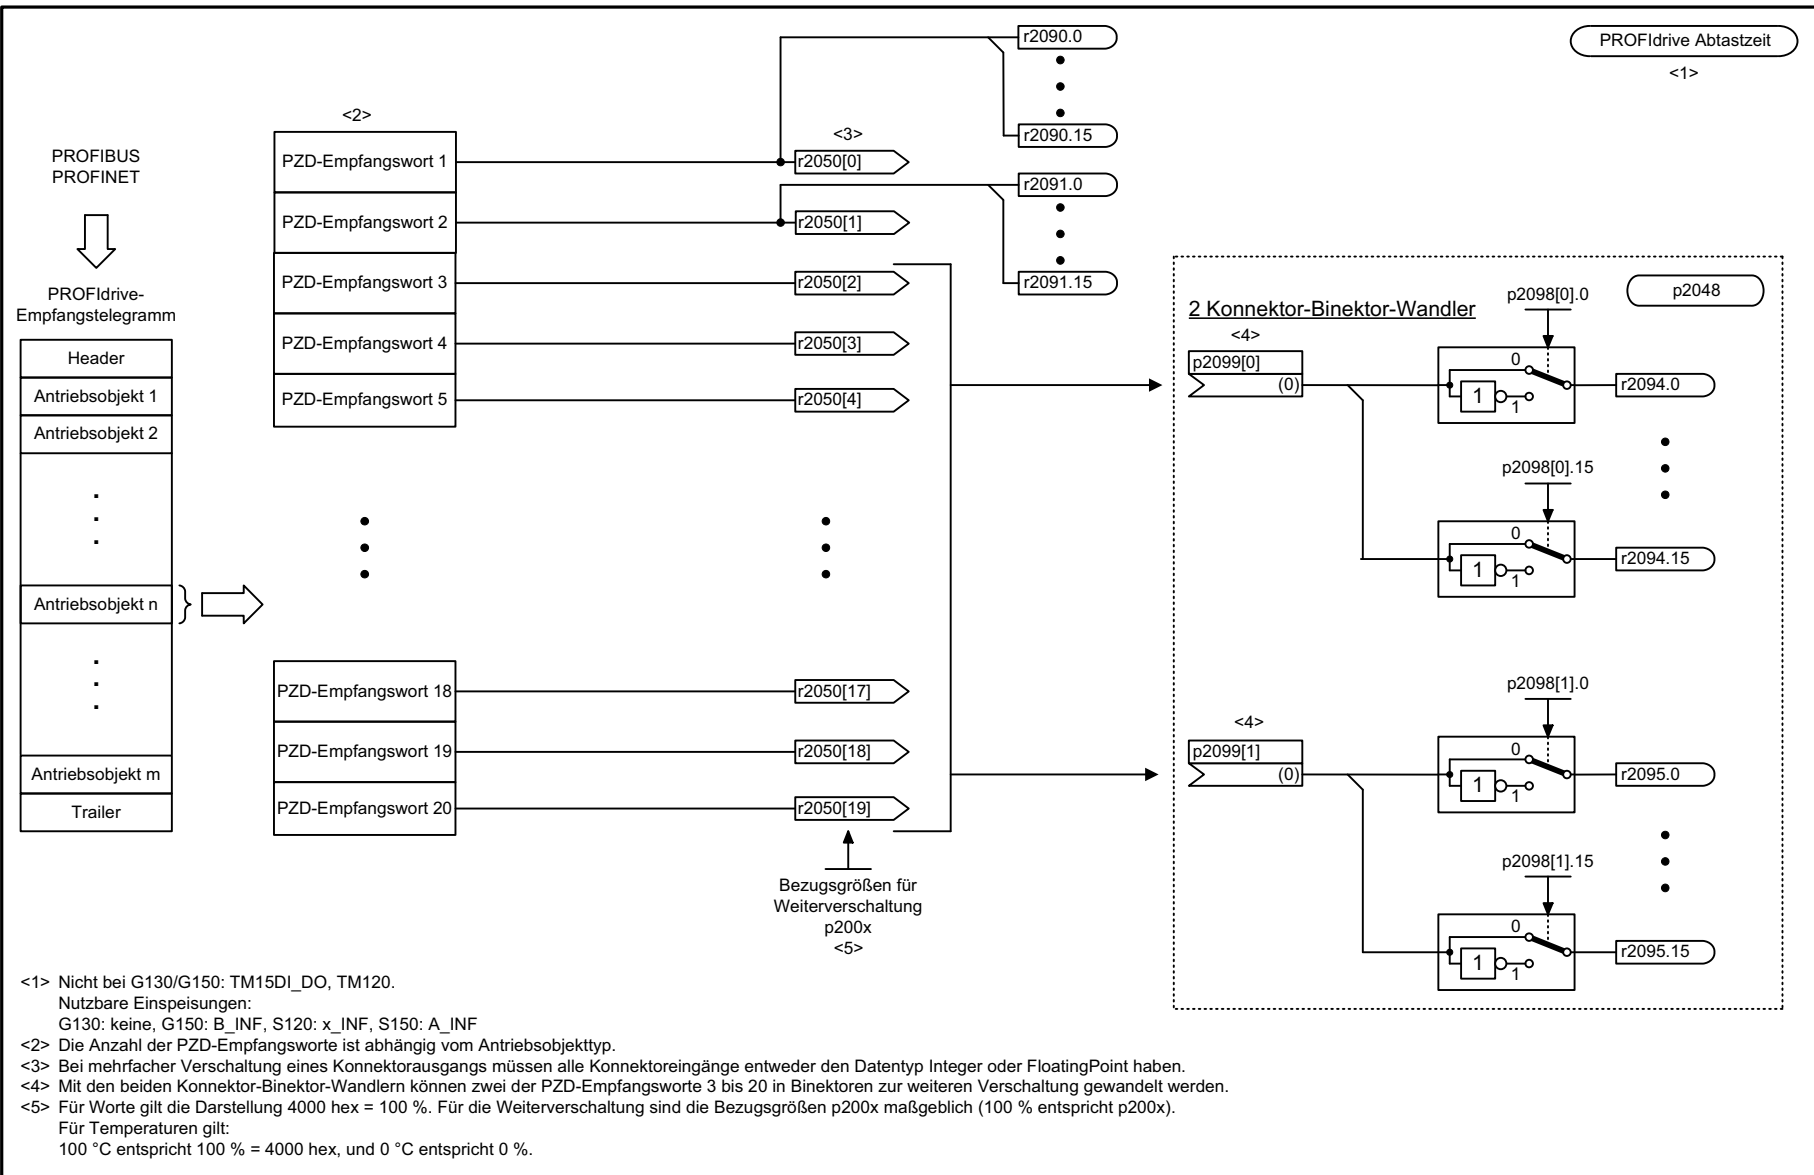 PROFIdrive Abtastzeit
<1>
r2090.0
r2090.15
<2>
<3>
PROFIBUS
PROFINET
PZD-Empfangswort 1
r2050[0]
r2091.0
r2091.15
PZD-Empfangswort 2
r2050[1]
PZD-Empfangswort 3
r2050[2]
PZD-Empfangswort 4
r2050[3]
PZD-Empfangswort 5
r2050[4]
PROFIdrive-
Empfangstelegramm
Header
Antriebsobjekt 1
Antriebsobjekt 2
Antriebsobjekt n
Antriebsobjekt m
Trailer
PZD-Empfangswort 18
r2050[17]
PZD-Empfangswort 19
r2050[18]
PZD-Empfangswort 20
r2050[19]
Bezugsgrößen für
Weiterverschaltung
p200x
<5>
2 Konnektor-Binektor-Wandler
p2048
<4>
p2099[0]
(0)
p2098[0].0
0
1
1
r2094.0
p2098[0].15
0
1
1
r2094.15
<4>
p2099[1]
(0)
p2098[1].0
0
1
1
r2095.0
p2098[1].15
0
1
1
r2095.15
<1> Nicht bei G130/G150: TM15DI_DO, TM120.
Nutzbare Einspeisungen:
G130: keine, G150: B_INF, S120: x_INF, S150: A_INF
<2> Die Anzahl der PZD-Empfangsworte ist abhängig vom Antriebsobjekttyp.
<3> Bei mehrfacher Verschaltung eines Konnektorausgangs müssen alle Konnektoreingänge entweder den Datentyp Integer oder FloatingPoint haben.
<4> Mit den beiden Konnektor-Binektor-Wandlern können zwei der PZD-Empfangsworte 3 bis 20 in Binektoren zur weiteren Verschaltung gewandelt werden.
<5> Für Worte gilt die Darstellung 4000 hex = 100 %. Für die Weiterverschaltung sind die Bezugsgrößen p200x maßgeblich (100 % entspricht p200x).
Für Temperaturen gilt:
100 °C entspricht 100 % = 4000 hex, und 0 °C entspricht 0 %.